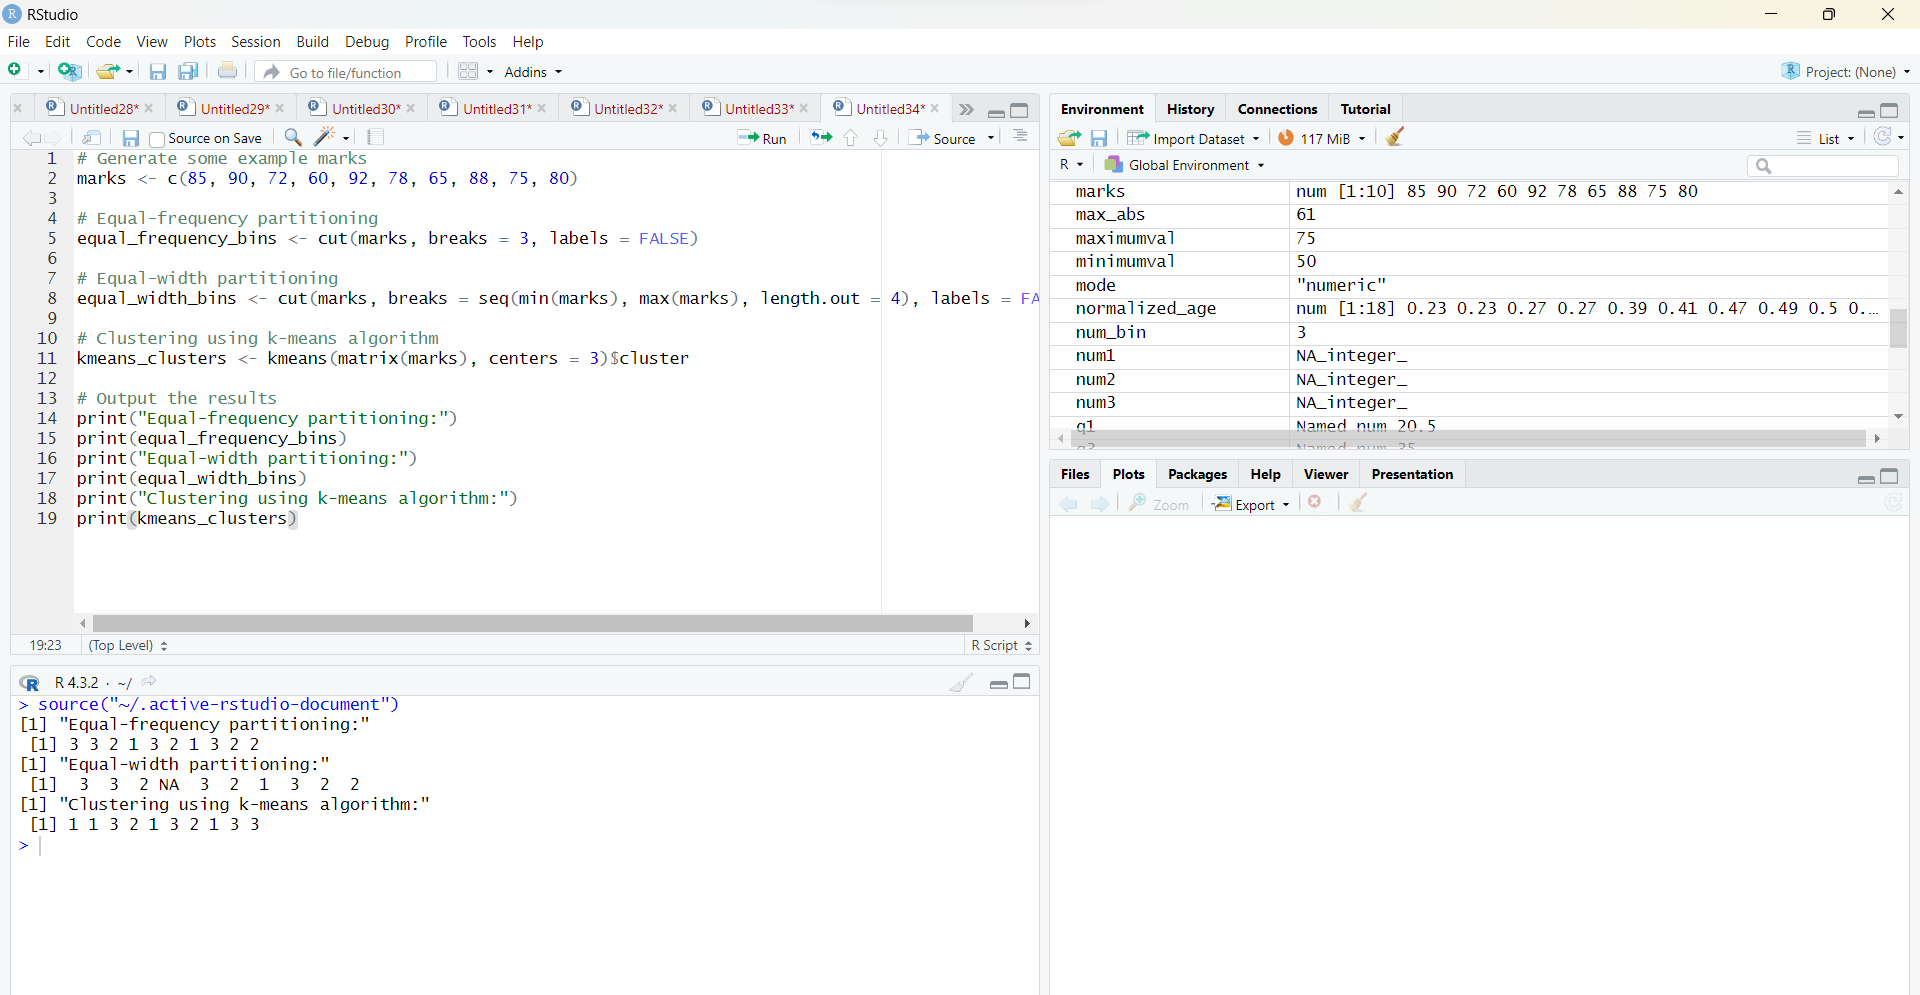 RStudio
File Edit Code View Plots Session Build Debug Profile Tools Help
Go to file/function Addins Project: (None)
Untitled28* Untitled29* Untitled30* Untitled31* Untitled32* Untitled33* Untitled34*
Source on Save Run Source
1 # Generate some example marks
2 marks <- c(85, 90, 72, 60, 92, 78, 65, 88, 75, 80)
3
4 # Equal-frequency partitioning
5 equal_frequency_bins <- cut(marks, breaks = 3, labels = FALSE)
6
7 # Equal-width partitioning
8 equal_width_bins <- cut(marks, breaks = seq(min(marks), max(marks), length.out = 4), labels = FA
9
10 # Clustering using k-means algorithm
11 kmeans_clusters <- kmeans(matrix(marks), centers = 3)$cluster
12
13 # Output the results
14 print("Equal-frequency partitioning:")
15 print(equal_frequency_bins)
16 print("Equal-width partitioning:")
17 print(equal_width_bins)
18 print("Clustering using k-means algorithm:")
19 print(kmeans_clusters)
19:23 (Top Level) R Script
R 4.3.2 · ~/
> source("~/.active-rstudio-document")
[1] "Equal-frequency partitioning:"
[1] 3 3 2 1 3 2 1 3 2 2
[1] "Equal-width partitioning:"
[1] 3 3 2 NA 3 2 1 3 2 2
[1] "Clustering using k-means algorithm:"
[1] 1 1 3 2 1 3 2 1 3 3
>
Environment History Connections Tutorial
Import Dataset 117 MiB List
R Global Environment
marks num [1:10] 85 90 72 60 92 78 65 88 75 80
max_abs 61
maximumval 75
minimumval 50
mode "numeric"
normalized_age num [1:18] 0.23 0.23 0.27 0.27 0.39 0.41 0.47 0.49 0.5 0...
num_bin 3
num1 NA_integer_
num2 NA_integer_
num3 NA_integer_
q1 Named num 20.5
q3 Named num 35
Files Plots Packages Help Viewer Presentation
Zoom Export